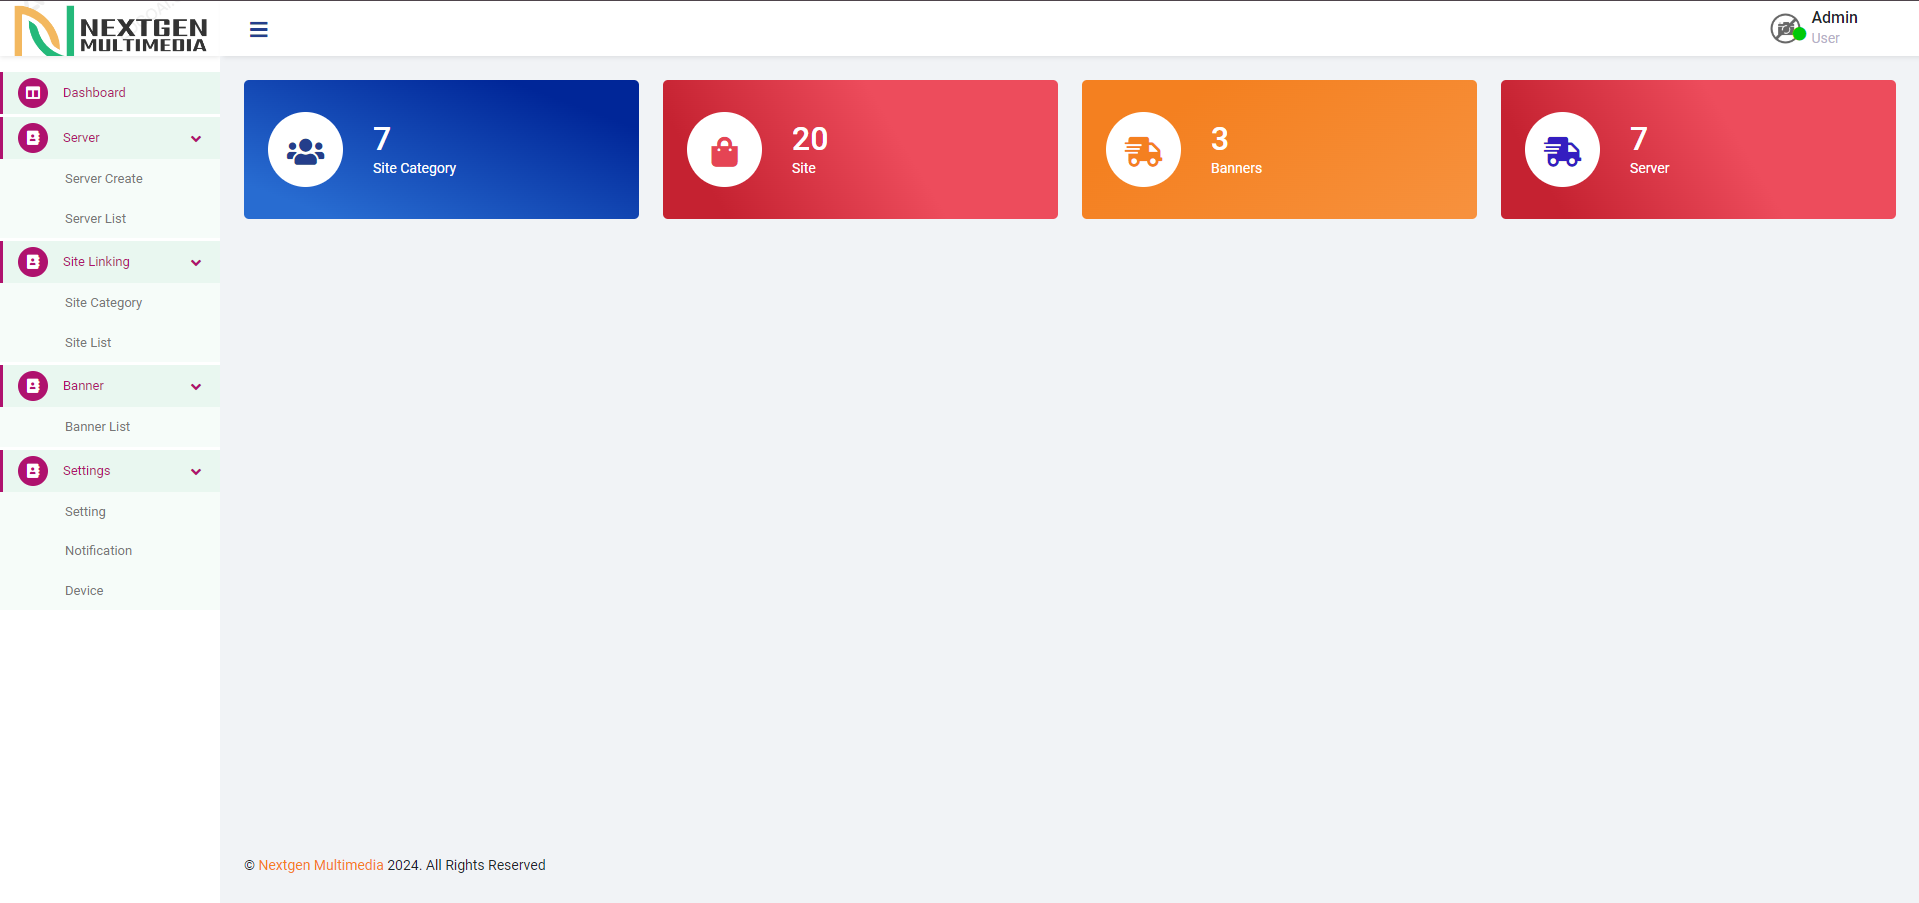 NEXTGEN
MULTIMEDIA
Admin
User
Dashboard
Server
Server Create
Server List
Site Linking
Site Category
Site List
Banner
Banner List
Settings
Setting
Notification
Device
7
Site Category
20
Site
3
Banners
7
Server
© Nextgen Multimedia 2024. All Rights Reserved